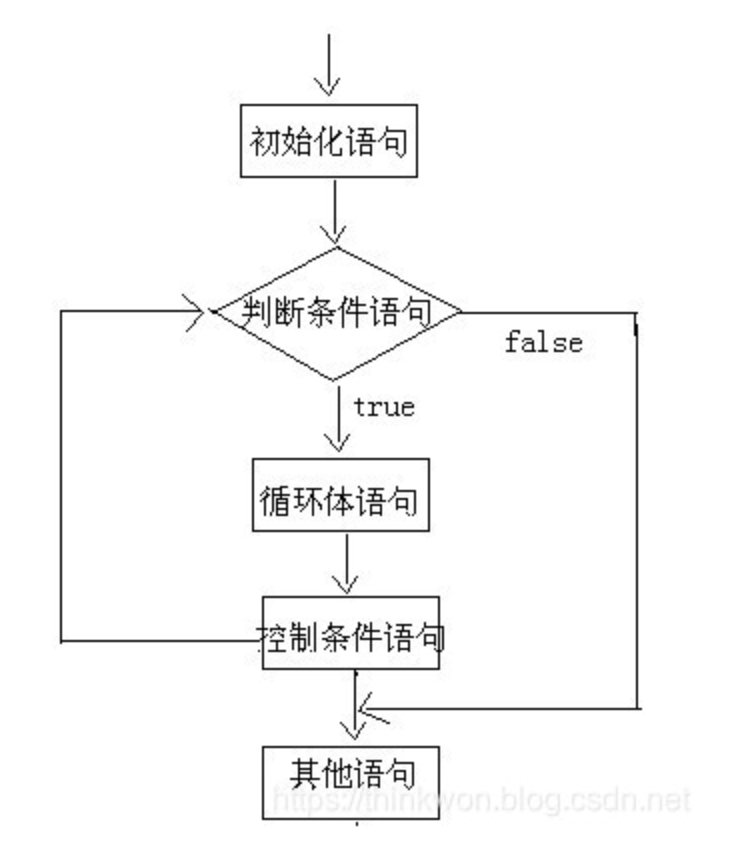 初始化语句
判断条件语句
false
true
循环体语句
控制条件语句
其他语句
https://thinkwon.blog.csdn.net